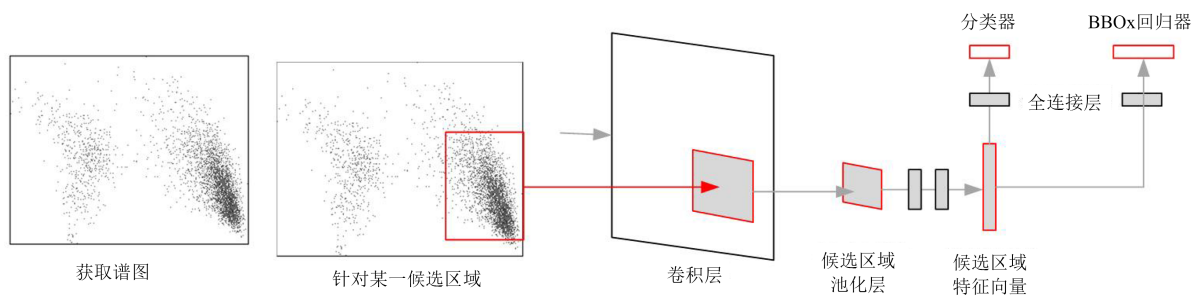 分类器
BBOx回归器
全连接层
获取谱图
针对某一候选区域
卷积层
候选区域
池化层
候选区域
特征向量